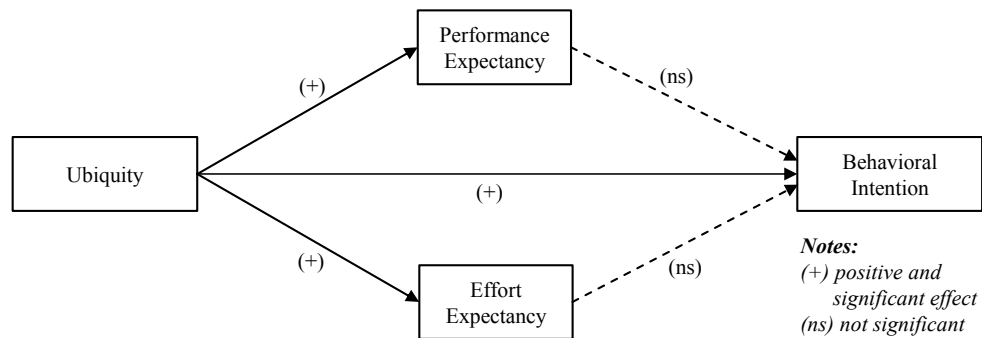 Performance
Expectancy
(+)
(ns)
Ubiquity
(+)
Behavioral
Intention
(+)
(ns)
Effort
Expectancy
Notes:
(+) positive and
significant effect
(ns) not significant